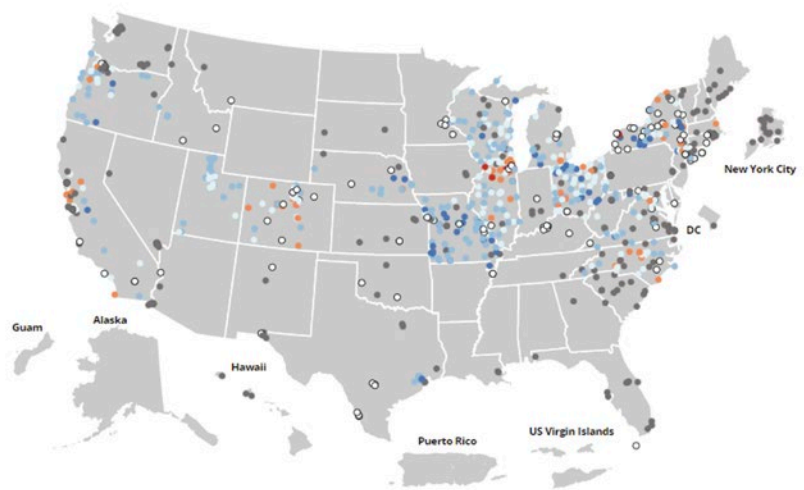 New York City
DC
Guam
Alaska
Hawaii
Puerto Rico
US Virgin Islands